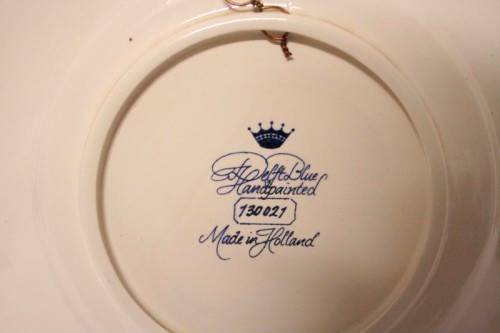 Delft Blue
Handpainted
130021
Made in Holland